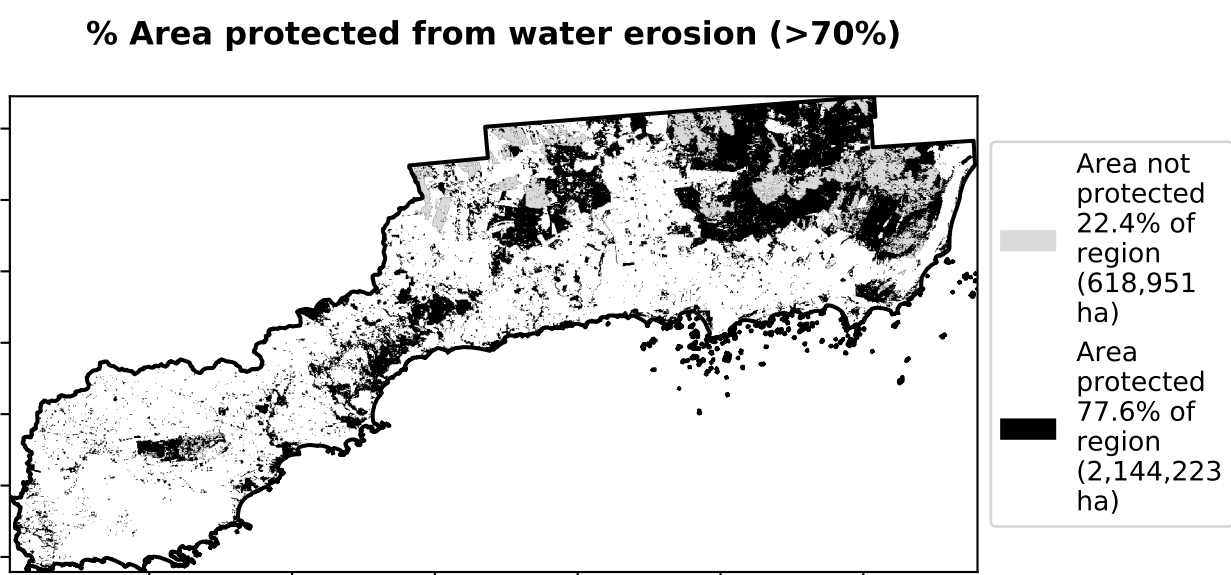 % Area protected from water erosion (>70%)
Area not
protected
22.4% of
region
(618,951
ha)
Area
protected
77.6% of
region
(2,144,223
ha)